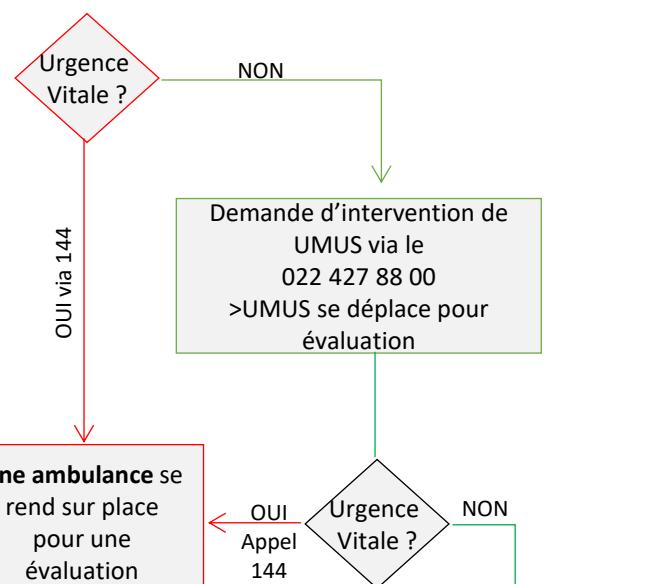 Urgence
Vitale ?
NON
OUI via 144
Demande d’intervention de
UMUS via le
022 427 88 00
>UMUS se déplace pour
évaluation
ne ambulance se
rend sur place
pour une
évaluation
OUI
Appel
144
Urgence
Vitale ?
NON